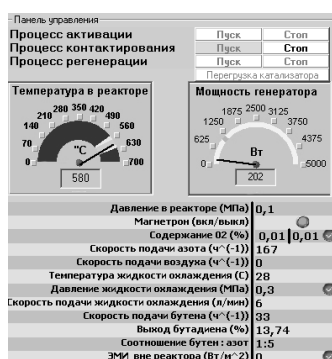 Панель управления
Процесс активации Пуск Стоп
Процесс контактирования Пуск Стоп
Процесс регенерации Пуск Стоп
Перегрузка катализатора
Температура в реакторе
0 70 140 210 280 350 420 490 560 630 700
°C
580
Мощность генератора
0 625 1250 1875 2500 3125 3750 4375 5000
Вт
202
Давление в реакторе (МПа) 0,1
Магнетрон (вкл/выкл)
Содержание 02 (%) 0,01 0,01
Скорость подачи азота (ч^(-1)) 167
Скорость подачи воздуха (ч^(-1)) 0
Температура жидкости охлаждения (С) 28
Давление жидкости охлаждения (МПа) 0,3
Скорость подачи жидкости охлаждения (л/мин) 6
Скорость подачи бутена (ч^(-1)) 33
Выход бутадиена (%) 13,74
Соотношение бутен : азот 1:5
ЭМИ вне реактора (Вт/м^2) 0